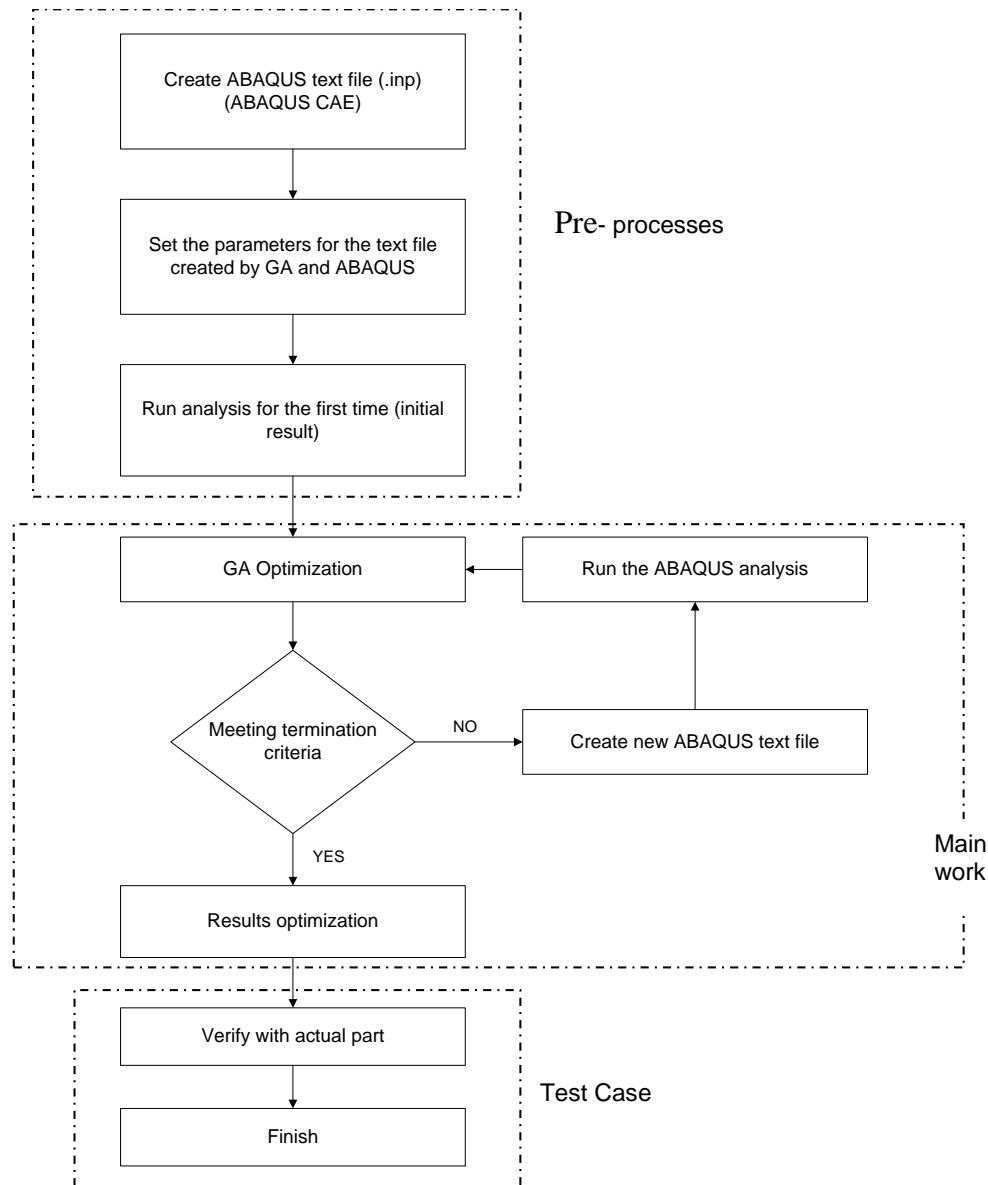 Create ABAQUS text file (.inp)
(ABAQUS CAE)
Set the parameters for the text file
created by GA and ABAQUS
Pre- processes
Run analysis for the first time (initial
result)
GA Optimization
Run the ABAQUS analysis
Meeting termination
criteria
NO
Create new ABAQUS text file
YES
Main
work
Results optimization
Verify with actual part
Test Case
Finish